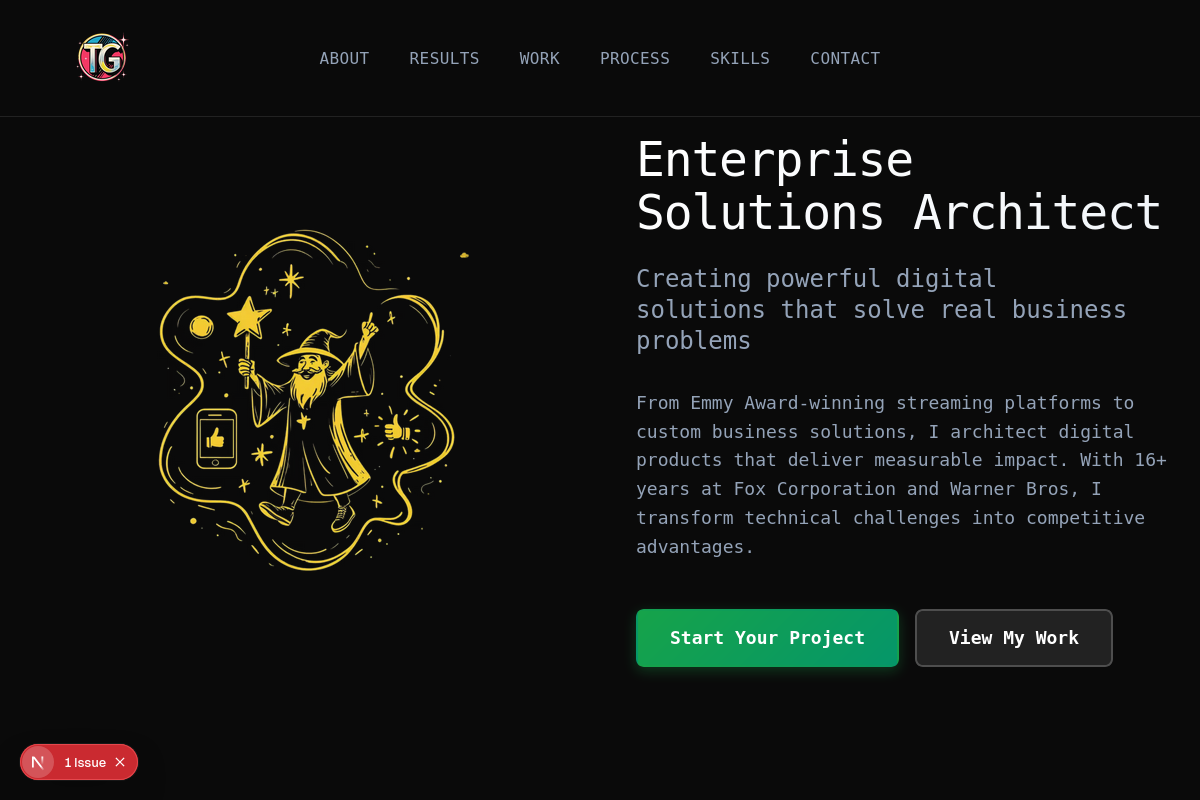 TG
ABOUT
RESULTS
WORK
PROCESS
SKILLS
CONTACT
Enterprise
Solutions Architect
Creating powerful digital
solutions that solve real business
problems
From Emmy Award-winning streaming platforms to
custom business solutions, I architect digital
products that deliver measurable impact. With 16+
years at Fox Corporation and Warner Bros, I
transform technical challenges into competitive
advantages.
Start Your Project
View My Work
N
1 Issue